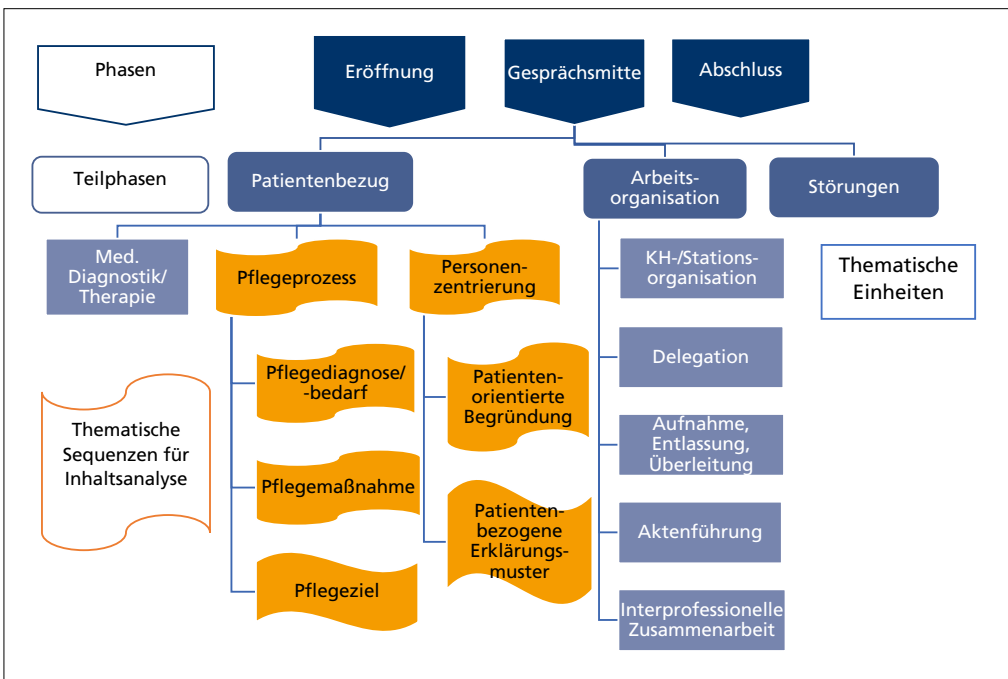 Phasen
Eröffnung
Gesprächsmitte
Abschluss
Teilphasen
Patientenbezug
Arbeits-
organisation
Störungen
Med.
Diagnostik/
Therapie
Pflegeprozess
Personen-
zentrierung
KH-/Stations-
organisation
Thematische
Einheiten
Pflegediagnose/
-bedarf
Patienten-
orientierte
Begründung
Delegation
Thematische
Sequenzen für
Inhaltsanalyse
Pflegemaßnahme
Patienten-
bezogene
Erklärungs-
muster
Aufnahme,
Entlassung,
Überleitung
Aktenführung
Pflegeziel
Interprofessionelle
Zusammenarbeit